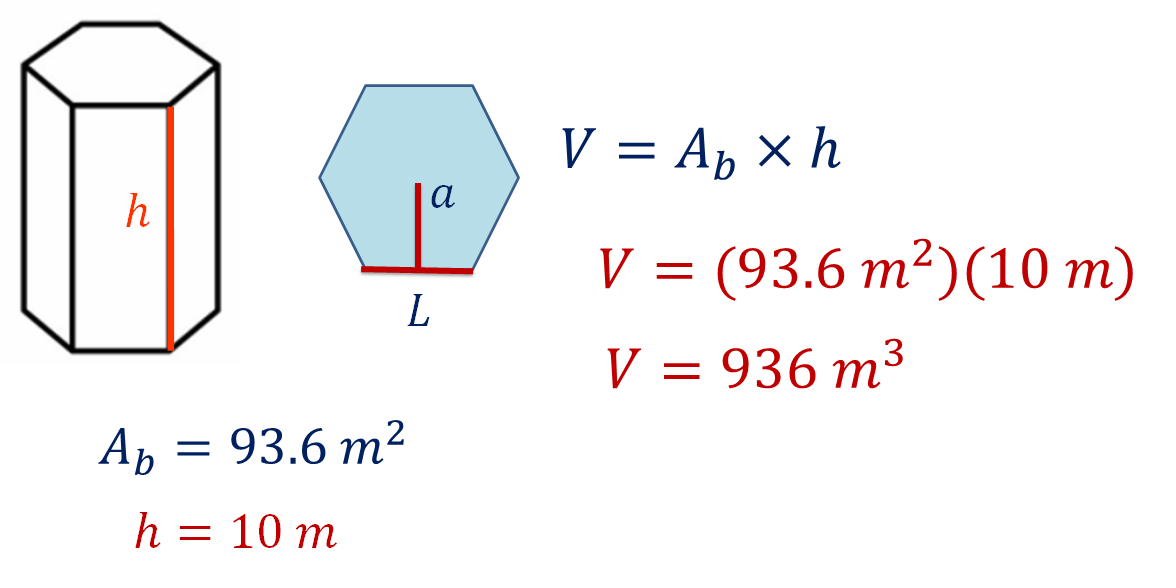 h
a
L
V = A_b × h
V = (93.6 m²)(10 m)
V = 936 m³
A_b = 93.6 m²
h = 10 m